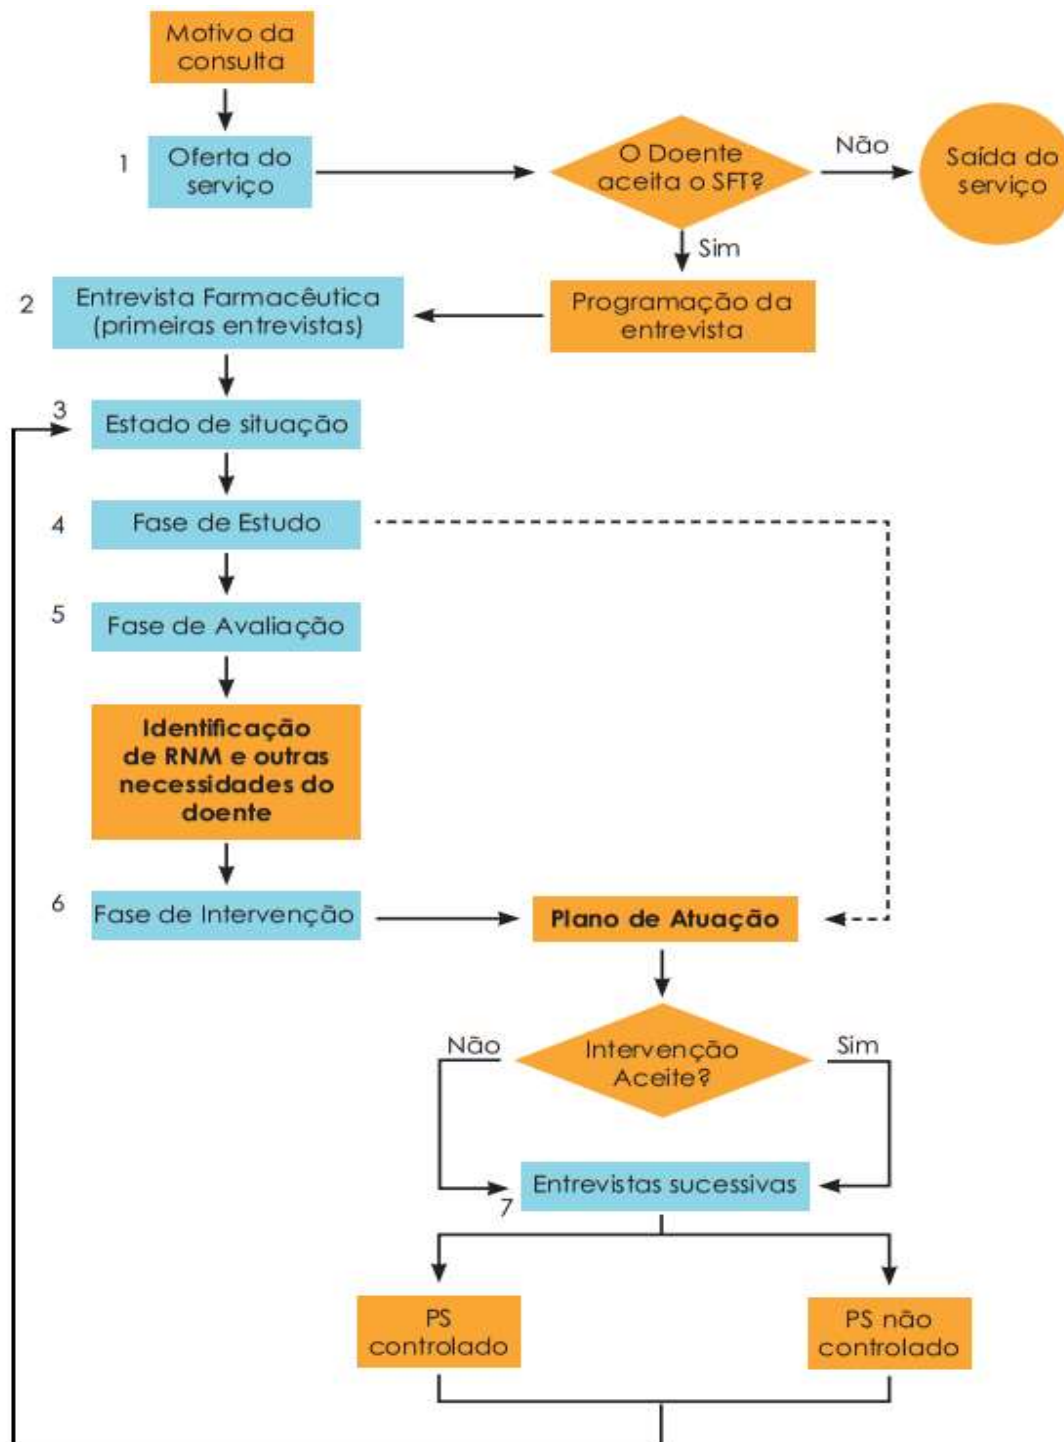 Motivo da
consulta
1
Oferta do
serviço
O Doente
aceita o SFT?
Não
Saída do
serviço
Sim
2
Entrevista Farmacêutica
(primeiras entrevistas)
Programação da
entrevista
3
Estado de situação
4
Fase de Estudo
5
Fase de Avaliação
Identificação
de RNM e outras
necessidades do
doente
6
Fase de Intervenção
Plano de Atuação
Não
Intervenção
Aceite?
Sim
Entrevistas sucessivas
7
PS
controlado
PS não
controlado